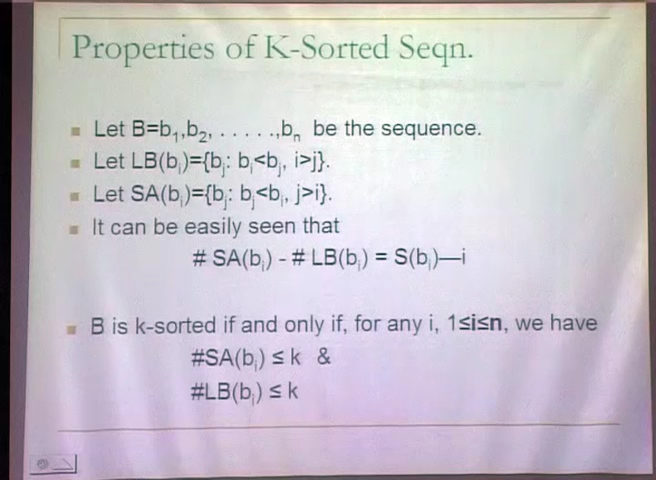 Properties of K-Sorted Seqn.
Let B=b₁,b₂, . . . . .,bₙ be the sequence.
Let LB(bᵢ)={bⱼ: bᵢ<bⱼ, i>j}.
Let SA(bᵢ)={bⱼ: bⱼ<bᵢ, j>i}.
It can be easily seen that
# SA(bᵢ) - # LB(bᵢ) = S(bᵢ)—i
B is k-sorted if and only if, for any i, 1≤i≤n, we have
#SA(bᵢ) ≤ k &
#LB(bᵢ) ≤ k